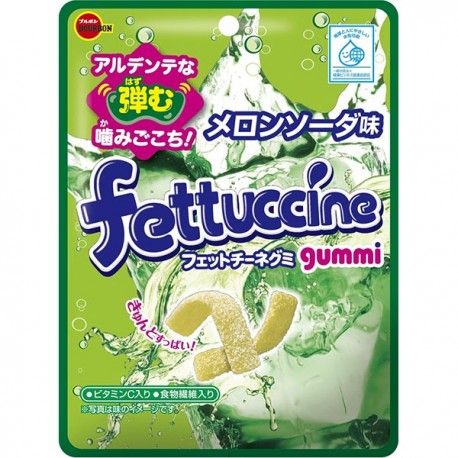 ブルボン
BOURBON
アルデンテな
はず
弾む
か
噛みごこち!
メロンソーダ味
fettuccine
フェットチーネグミ gummi
きゅんとすっぱい!
●ビタミンC入り ●食物繊維入り
※写真は味のイメージです。